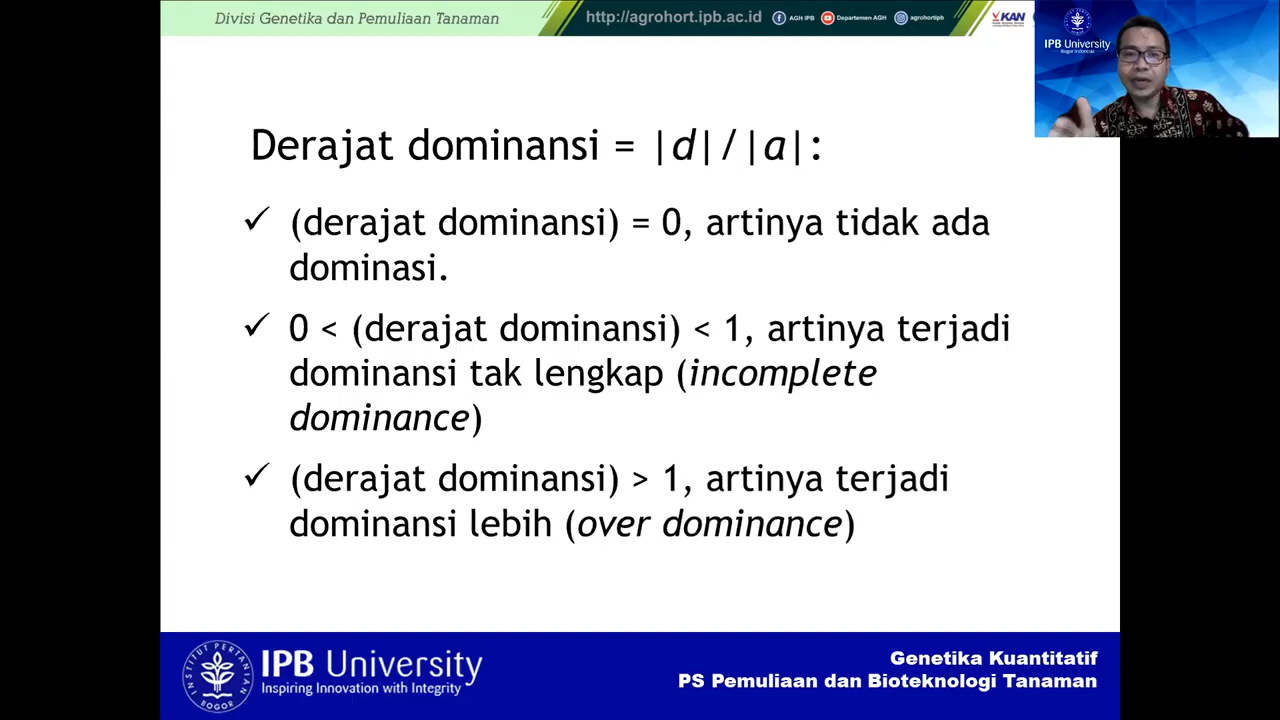 Divisi Genetika dan Pemuliaan Tanaman
http://agrohort.ipb.ac.id
AGH IPB
Departemen AGH
agrohortipb
KAN
IPB University
Bogor Indonesia
Derajat dominansi = |d|/|a|:
✓ (derajat dominansi) = 0, artinya tidak ada
dominasi.
✓ 0 < (derajat dominansi) < 1, artinya terjadi
dominansi tak lengkap (incomplete
dominance)
✓ (derajat dominansi) > 1, artinya terjadi
dominansi lebih (over dominance)
INSTITUT PERTANIAN
BOGOR
IPB University
Inspiring Innovation with Integrity
Genetika Kuantitatif
PS Pemuliaan dan Bioteknologi Tanaman